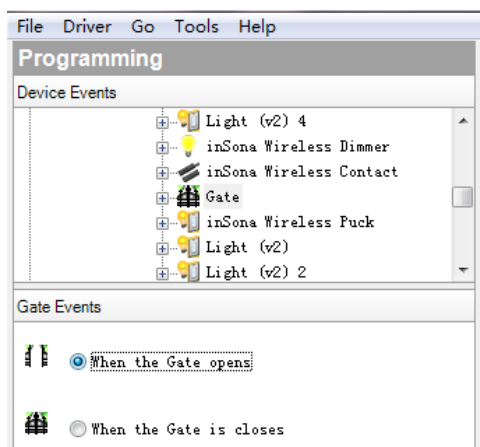 File Driver Go Tools Help
Programming
Device Events
Light (v2) 4
inSona Wireless Dimmer
inSona Wireless Contact
Gate
inSona Wireless Puck
Light (v2)
Light (v2) 2
Gate Events
When the Gate opens
When the Gate is closes